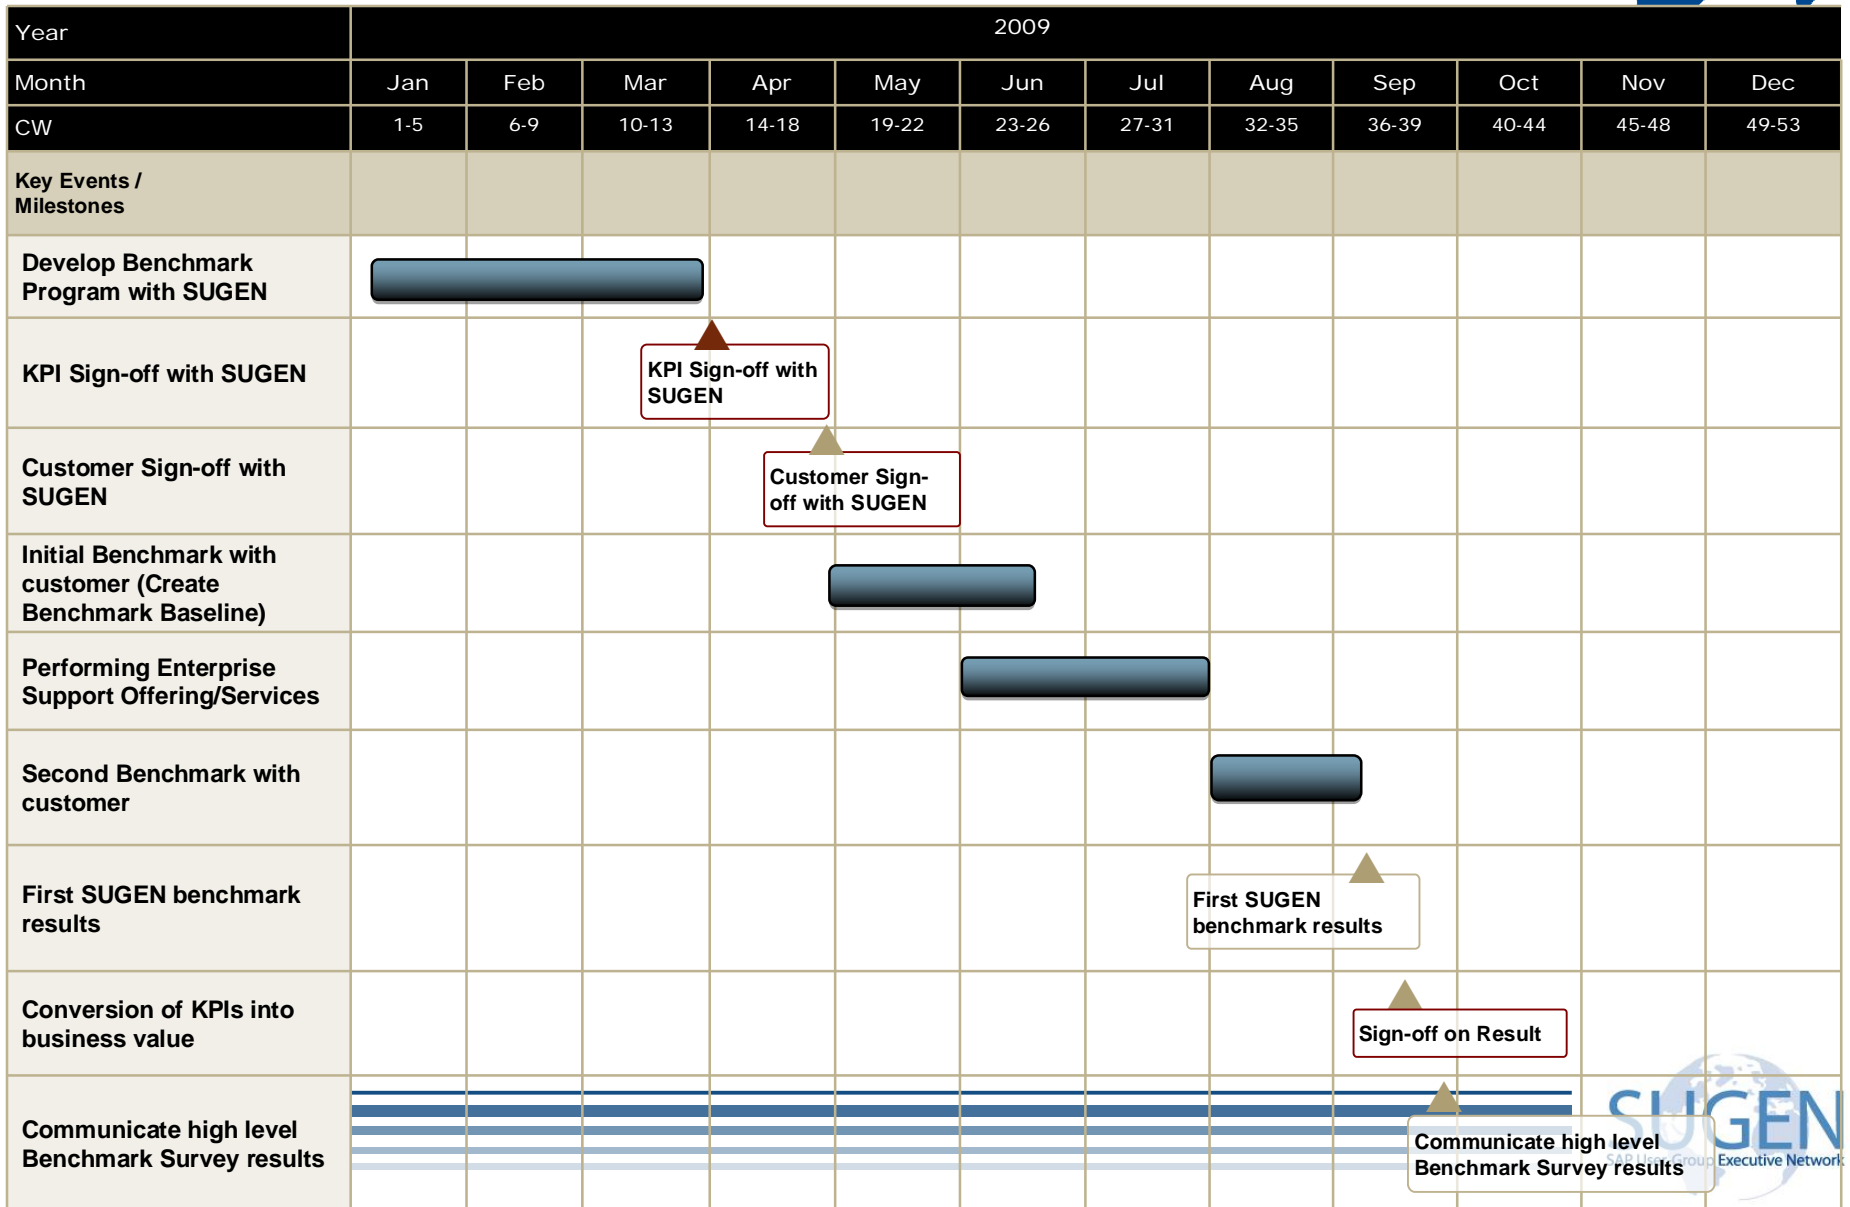 Year 2009
Month Jan Feb Mar Apr May Jun Jul Aug Sep Oct Nov Dec
CW 1-5 6-9 10-13 14-18 19-22 23-26 27-31 32-35 36-39 40-44 45-48 49-53
Key Events /
Milestones
Develop Benchmark
Program with SUGEN
KPI Sign-off with SUGEN
KPI Sign-off with
SUGEN
Customer Sign-off with
SUGEN
Customer Sign-
off with SUGEN
Initial Benchmark with
customer (Create
Benchmark Baseline)
Performing Enterprise
Support Offering/Services
Second Benchmark with
customer
First SUGEN benchmark
results
First SUGEN
benchmark results
Conversion of KPIs into
business value
Sign-off on Result
Communicate high level
Benchmark Survey results
Communicate high level
Benchmark Survey results
SUGEN
SAP User Group Executive Network